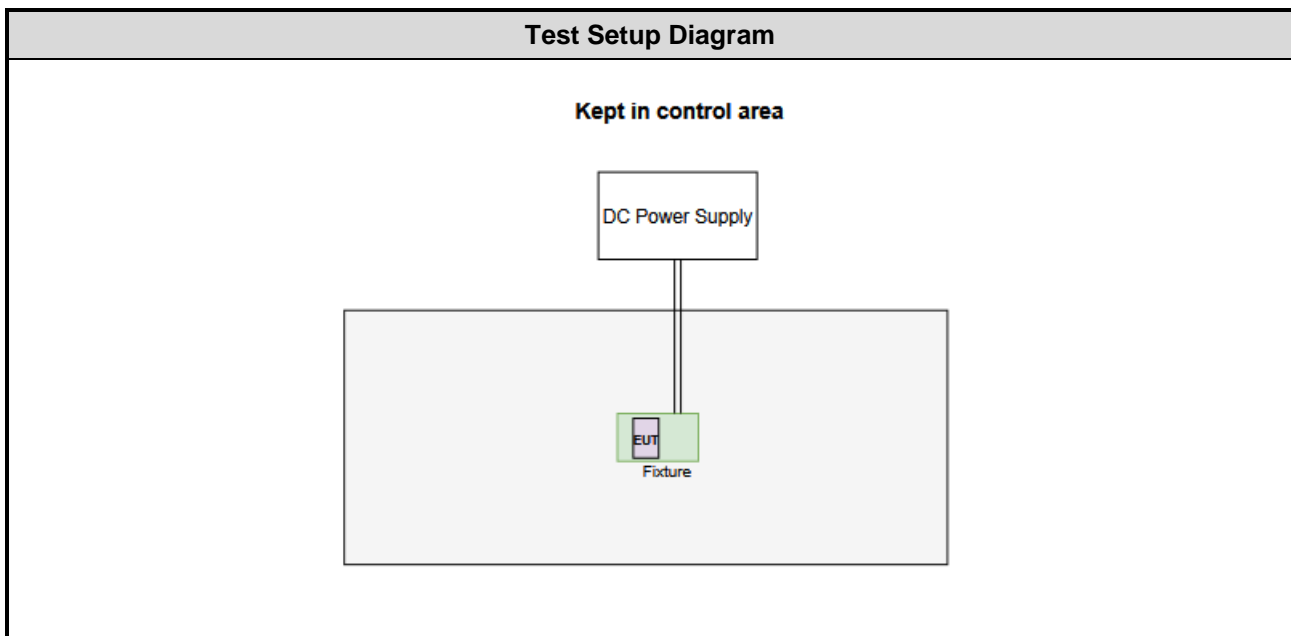 Test Setup Diagram
Kept in control area
DC Power Supply
EUT
Fixture